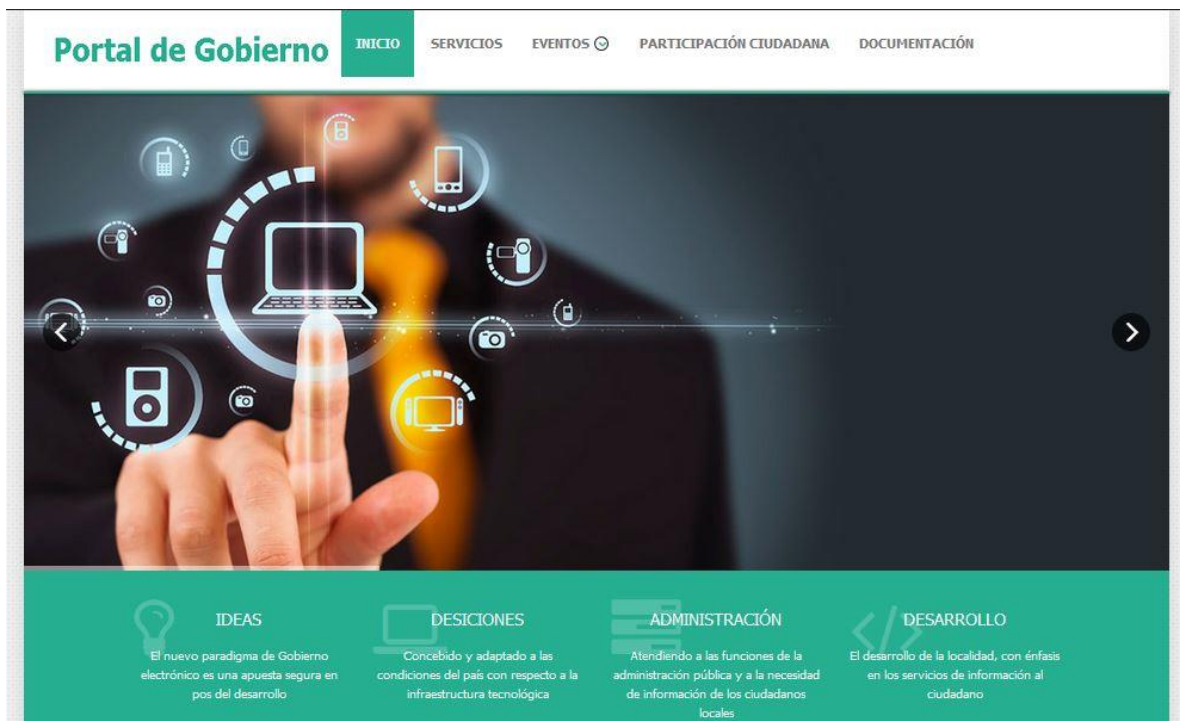 Portal de Gobierno
INICIO
SERVICIOS
EVENTOS
PARTICIPACIÓN CIUDADANA
DOCUMENTACIÓN
IDEAS
El nuevo paradigma de Gobierno
electrónico es una apuesta segura en
pos del desarrollo
DESICIONES
Concebido y adaptado a las
condiciones del país con respecto a la
infraestructura tecnológica
ADMINISTRACIÓN
Atendiendo a las funciones de la
administración pública y a la necesidad
de información de los ciudadanos
locales
DESARROLLO
El desarrollo de la localidad, con énfasis
en los servicios de información al
ciudadano